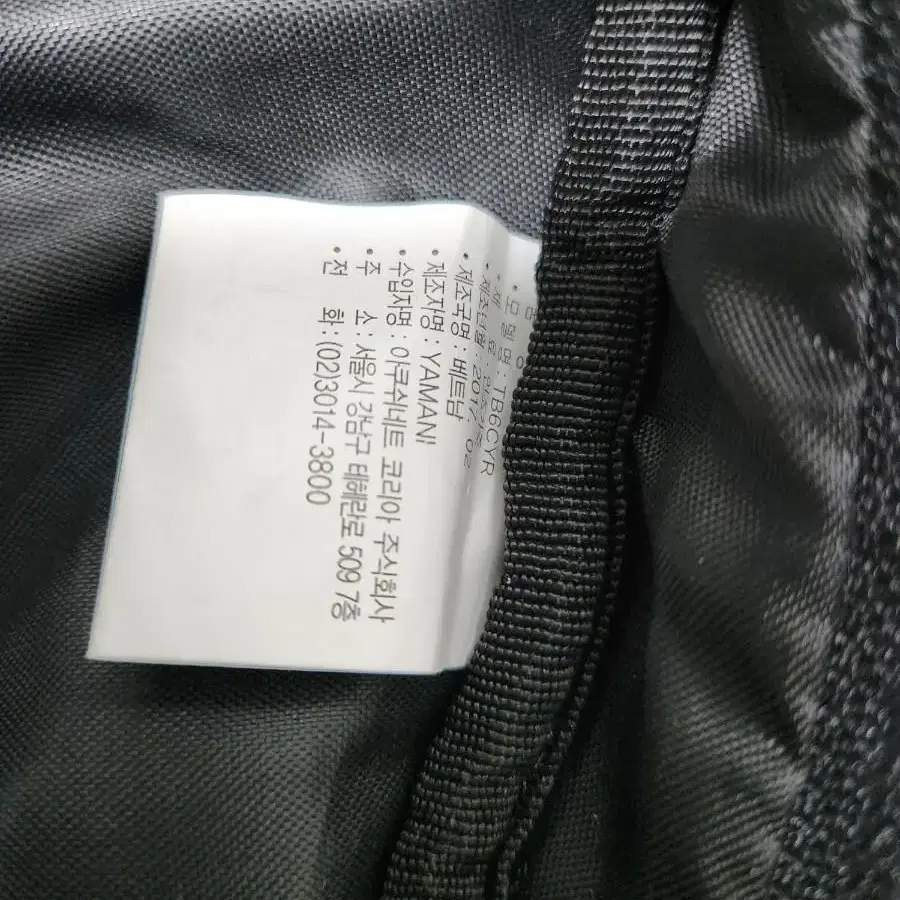 모델명 : TB6CYR
제조년월 : 2017. 02
• 제조국명 : 베트남
• 제조자명 : YAMANI
• 수입자명 : 아쿠쉬네트 코리아 주식회사
• 주 소 : 서울시 강남구 테헤란로 509 7층
• 전 화 : (02)3014-3800